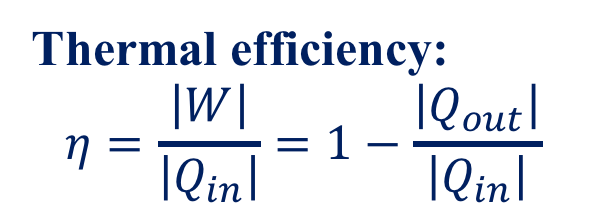 Thermal efficiency:
η = |W| / |Q_in| = 1 − |Q_out| / |Q_in|